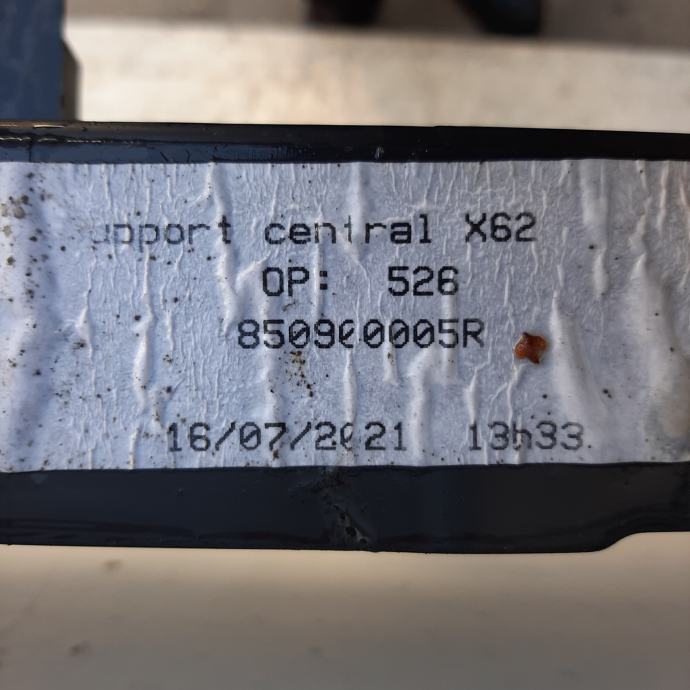 upport central X62
OP: 526
850900005R
16/07/2021 13h33